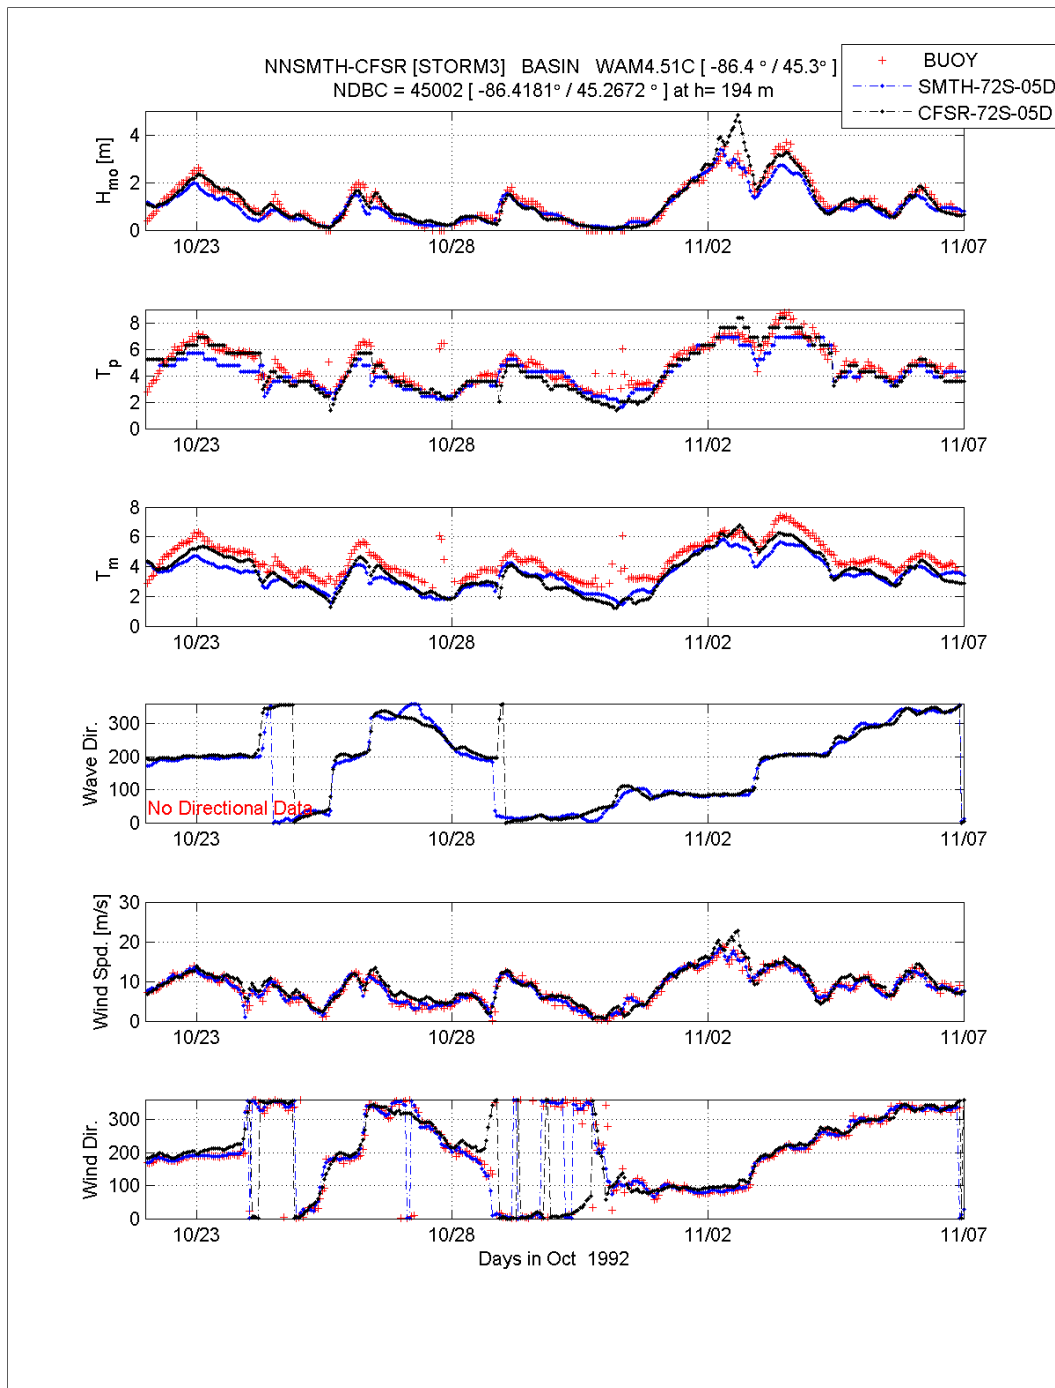 NNSMTH-CFSR [STORM3] BASIN WAM4.51C [ -86.4 ° / 45.3° ]
NDBC = 45002 [ -86.4181° / 45.2672 ° ] at h= 194 m
BUOY
SMTH-72S-05D
CFSR-72S-05D
Hmo [m]
4
2
0
10/23 10/28 11/02 11/07
Tp
8
6
4
2
0
10/23 10/28 11/02 11/07
Tm
8
6
4
2
0
10/23 10/28 11/02 11/07
Wave Dir.
300
200
100
0
No Directional Data
10/23 10/28 11/02 11/07
Wind Spd. [m/s]
30
20
10
0
10/23 10/28 11/02 11/07
Wind Dir.
300
200
100
0
10/23 10/28 11/02 11/07
Days in Oct 1992